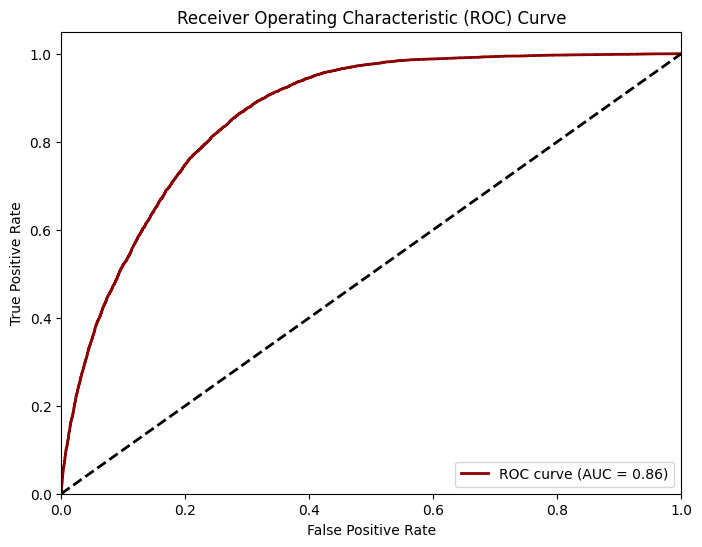 Receiver Operating Characteristic (ROC) Curve
1.0
0.8
0.6
0.4
0.2
0.0
True Positive Rate
ROC curve (AUC = 0.86)
0.0 0.2 0.4 0.6 0.8 1.0
False Positive Rate